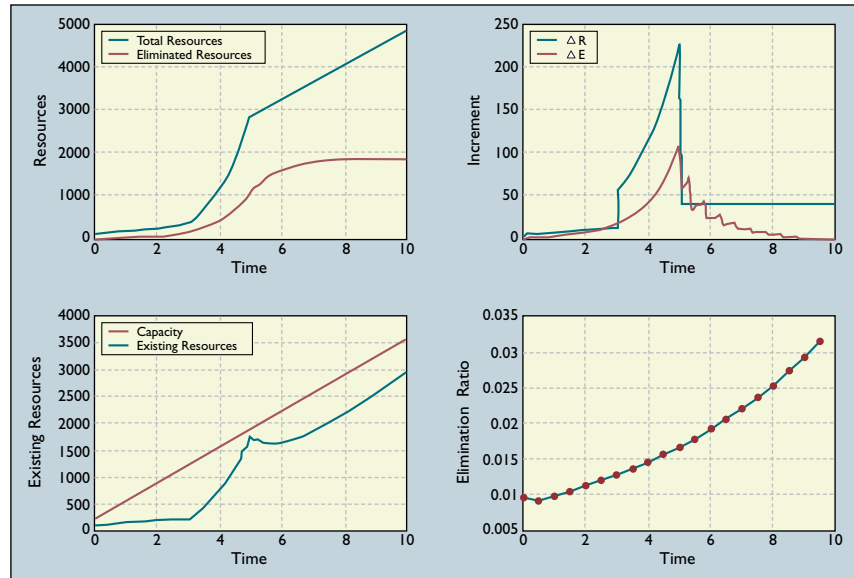 5000
4000
3000
2000
1000
0
Resources
Total Resources
Eliminated Resources
0 2 4 6 8 10
Time
250
200
150
100
50
0
Increment
△ R
△ E
0 2 4 6 8 10
Time
4000
3500
3000
2500
2000
1500
1000
500
0
Existing Resources
Capacity
Existing Resources
0 2 4 6 8 10
Time
0.035
0.03
0.025
0.02
0.015
0.01
0.005
Elimination Ratio
0 2 4 6 8 10
Time